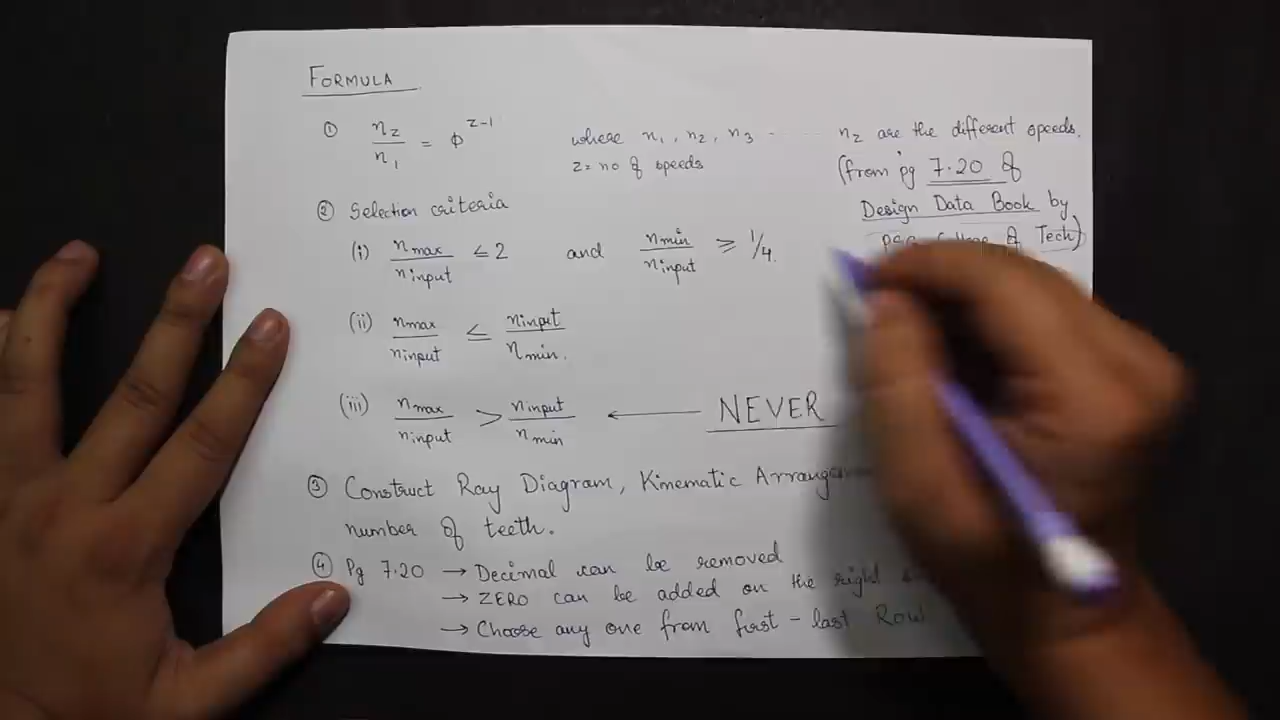 FORMULA
① nz/n1 = φ^(z-1) where n1, n2, n3 ------ nz are the different speeds.
z = no of speeds (from pg 7.20 of
② Selection criteria Design Data Book by
of Tech)
(i) nmax/ninput ≤ 2 and nmin/ninput ≥ 1/4.
(ii) nmax/ninput ≤ ninput/nmin.
(iii) nmax/ninput > ninput/nmin ← NEVER
③ Construct Ray Diagram, Kinematic
number of teeth.
④ Pg 7.20 → Decimal can be removed
→ ZERO can be added on the right
→ Choose any one from first - last Row